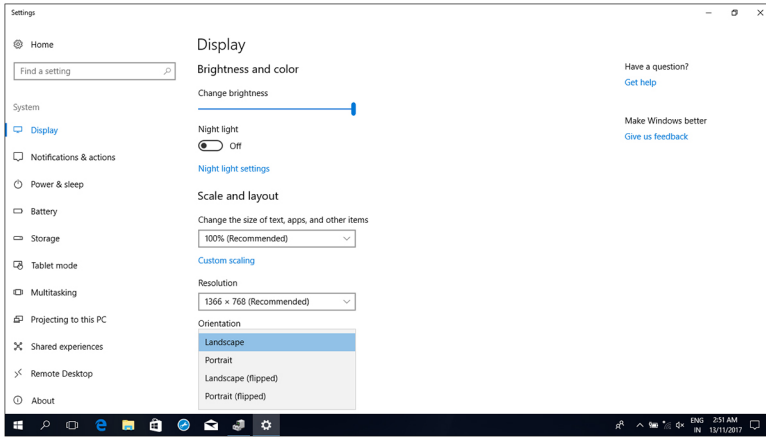 Settings
Home
Find a setting
System
Display
Notifications & actions
Power & sleep
Battery
Storage
Tablet mode
Multitasking
Projecting to this PC
Shared experiences
Remote Desktop
About
Display
Brightness and color
Change brightness
Night light
Off
Night light settings
Scale and layout
Change the size of text, apps, and other items
100% (Recommended)
Custom scaling
Resolution
1366 × 768 (Recommended)
Orientation
Landscape
Portrait
Landscape (flipped)
Portrait (flipped)
Have a question?
Get help
Make Windows better
Give us feedback
ENG
IN
2:51 AM
13/11/2017